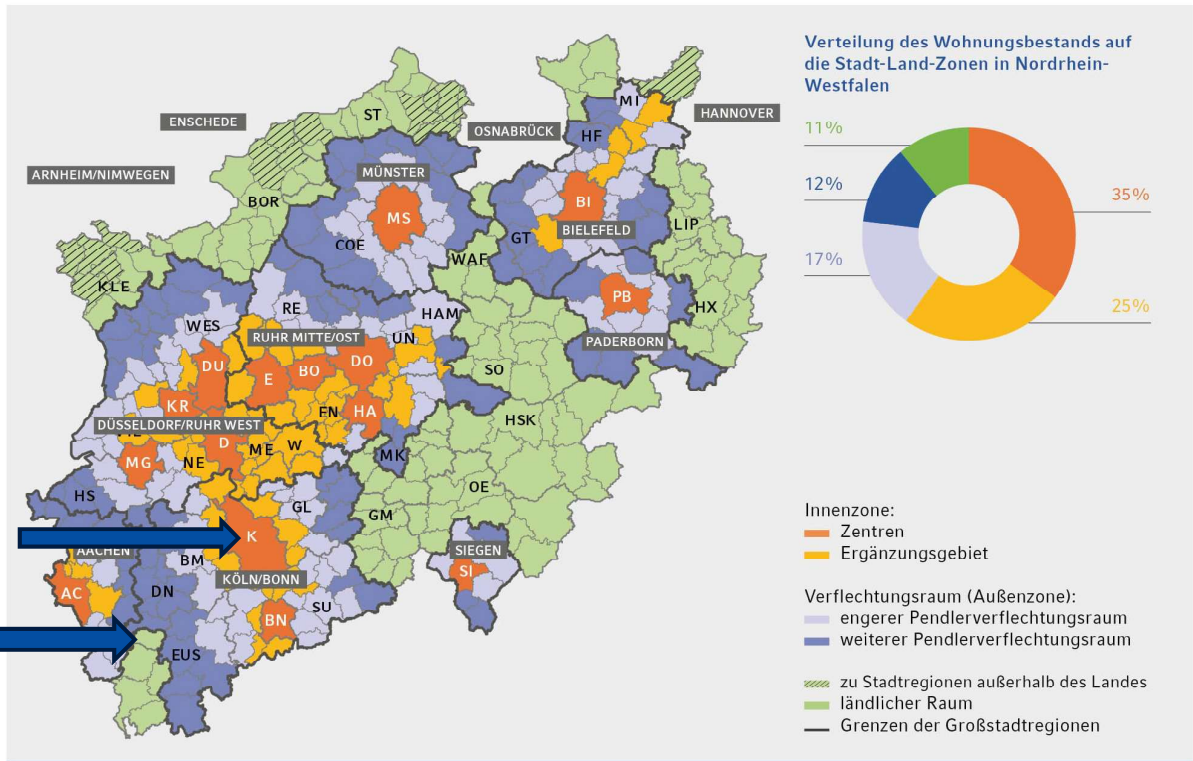 Verteilung des Wohnungsbestands auf
die Stadt-Land-Zonen in Nordrhein-
Westfalen
11%
12%
17%
35%
25%
ENSCHEDE
OSNABRÜCK
HANNOVER
ARNHEIM/NIMWEGEN
MÜNSTER
BIELEFELD
PADERBORN
RUHR MITTE/OST
DÜSSELDORF/RUHR WEST
AACHEN
KÖLN/BONN
SIEGEN
ST
MI
HF
BOR
MS
BI
COE
GT
LIP
WAF
KLE
PB
HX
RE
HAM
WES
UN
DU
E
BO
DO
SO
KR
EN
HA
HSK
D
ME
W
MG
NE
MK
HS
GL
OE
K
GM
BM
SI
AC
DN
BN
SU
EUS
Innenzone:
Zentren
Ergänzungsgebiet
Verflechtungsraum (Außenzone):
engerer Pendlerverflechtungsraum
weiterer Pendlerverflechtungsraum
zu Stadtregionen außerhalb des Landes
ländlicher Raum
Grenzen der Großstadtregionen